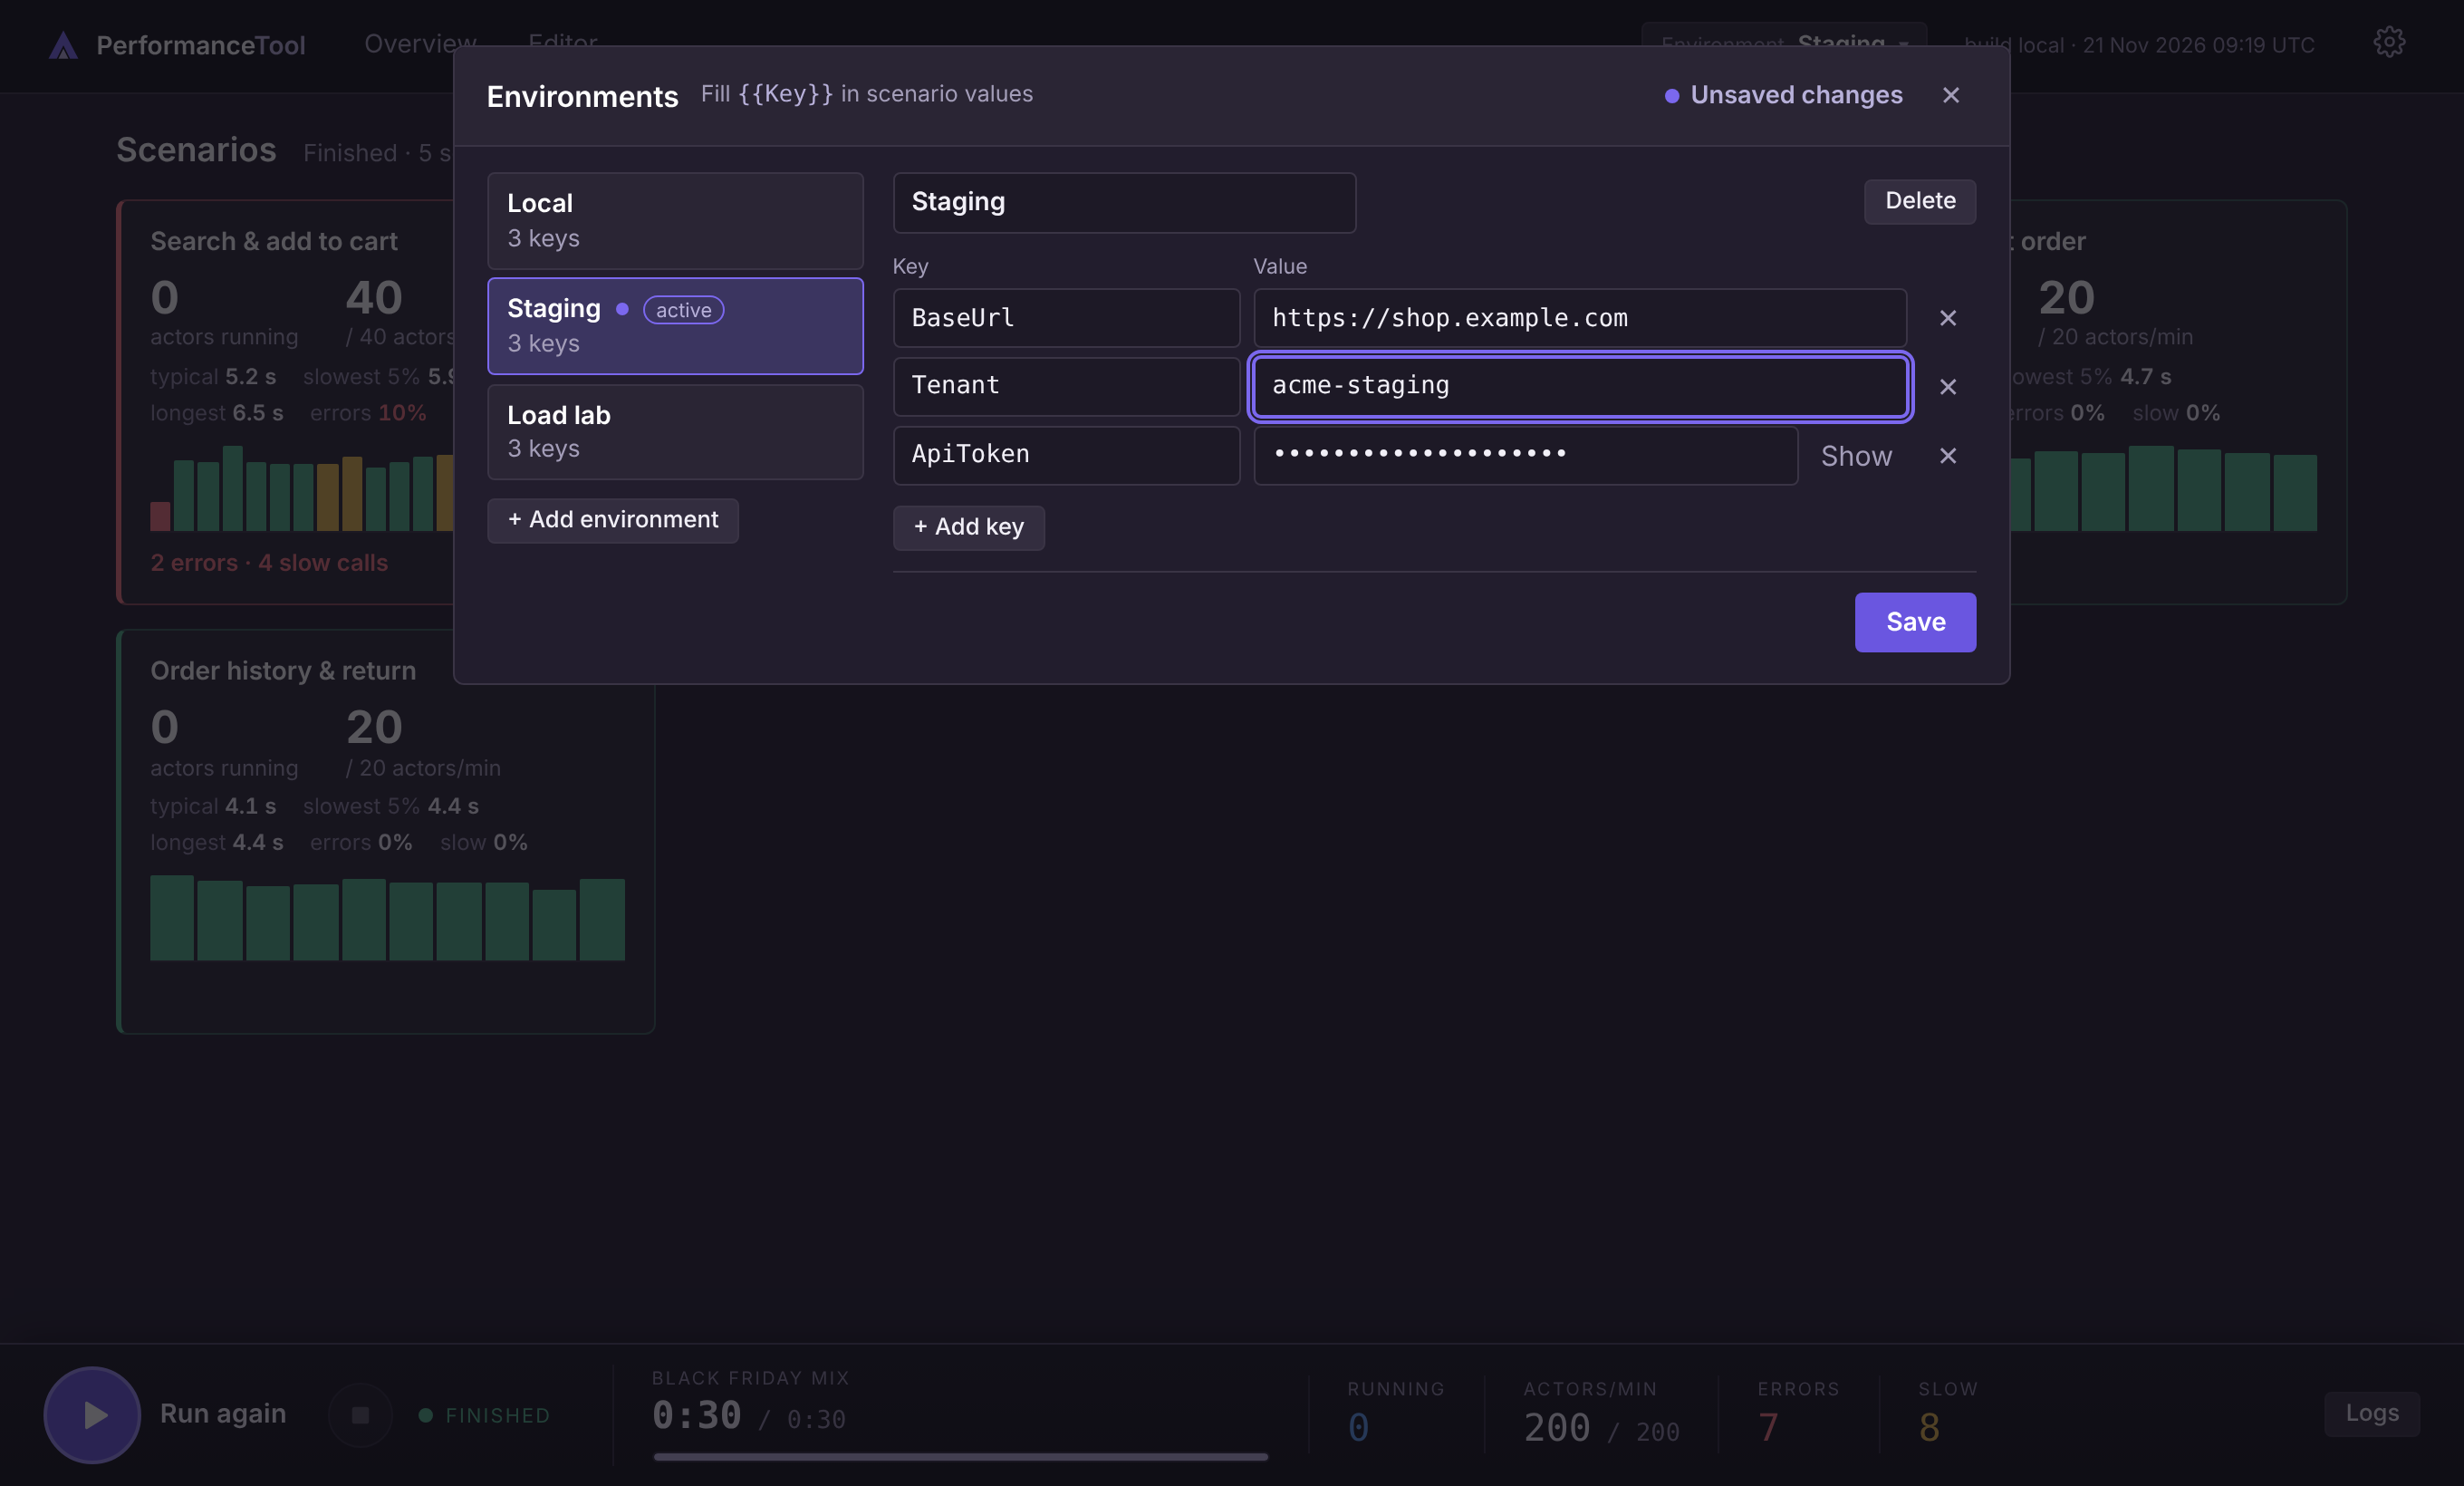 PerformanceTool Overview Editor Environment Staging build local · 21 Nov 2026 09:19 UTC
Environments Fill {{Key}} in scenario values Unsaved changes ✕
Scenarios Finished · 5 s
Local
3 keys
Staging active
3 keys
Load lab
3 keys
+ Add environment
Staging Delete
Key Value
BaseUrl https://shop.example.com ✕
Tenant acme-staging ✕
ApiToken •••••••••••••••••••• Show ✕
+ Add key
Save
Search & add to cart
0 40
actors running / 40 actors
typical 5.2 s slowest 5% 5.9
longest 6.5 s errors 10%
2 errors · 4 slow calls
order
20
/ 20 actors/min
owest 5% 4.7 s
errors 0% slow 0%
Order history & return
0 20
actors running / 20 actors/min
typical 4.1 s slowest 5% 4.4 s
longest 4.4 s errors 0% slow 0%
Run again FINISHED
BLACK FRIDAY MIX
0:30 / 0:30
RUNNING
0
ACTORS/MIN
200 / 200
ERRORS
7
SLOW
8
Logs